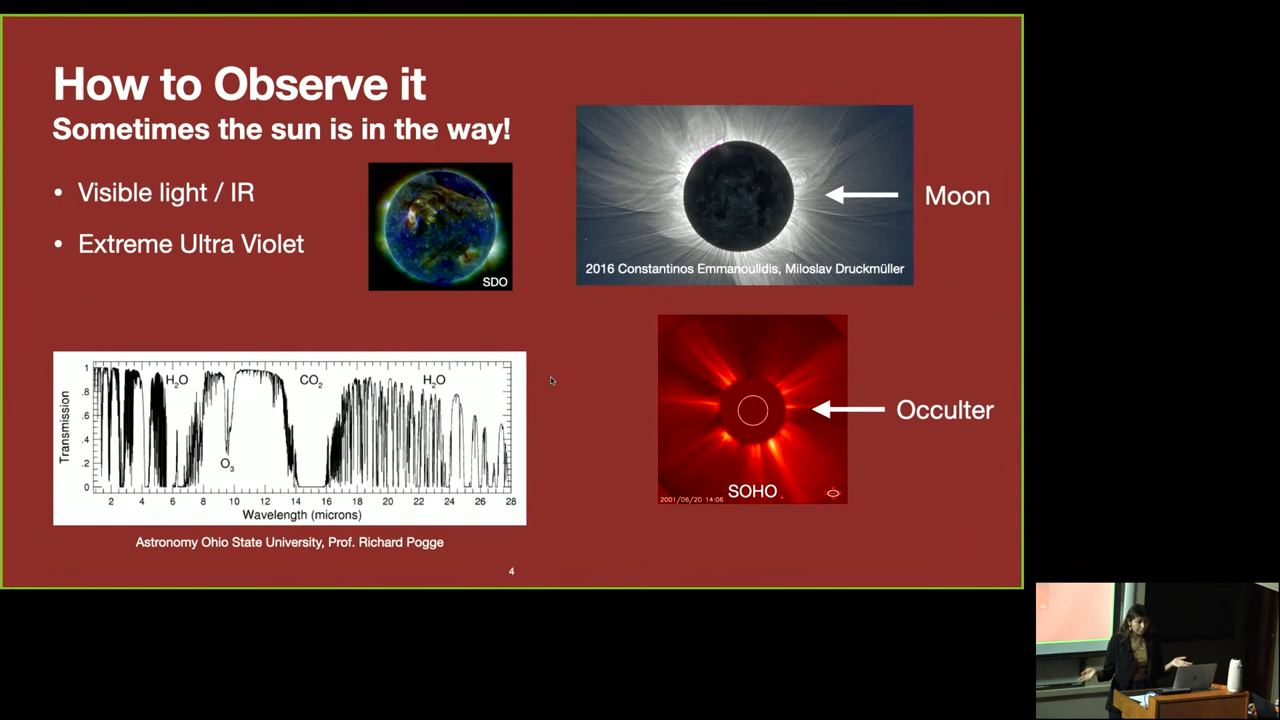 How to Observe it
Sometimes the sun is in the way!
• Visible light / IR
• Extreme Ultra Violet
SDO
Moon
2016 Constantinos Emmanoulidis, Miloslav Druckmüller
Occulter
SOHO
2001/06/20 14:06
Transmission
1
.8
.6
.4
.2
0
H2O
O3
CO2
H2O
2 4 6 8 10 12 14 16 18 20 22 24 26 28
Wavelength (microns)
Astronomy Ohio State University, Prof. Richard Pogge
4